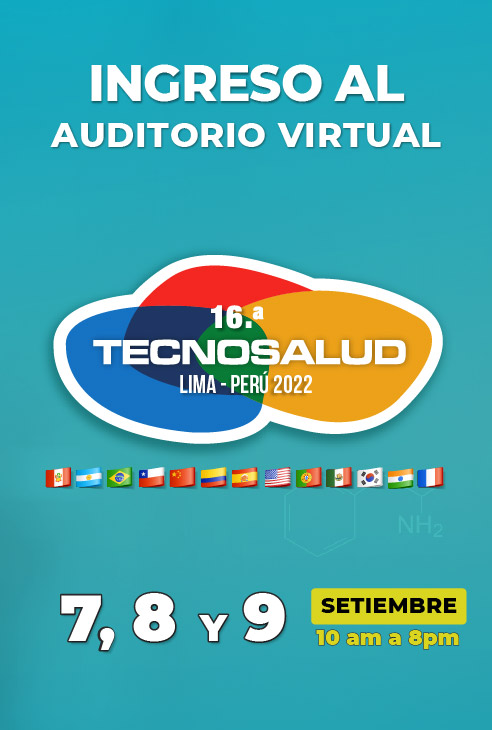 INGRESO AL
AUDITORIO VIRTUAL
16.ª
TECNOSALUD
LIMA - PERÚ 2022
NH₂
7, 8 Y 9
SETIEMBRE
10 am a 8pm